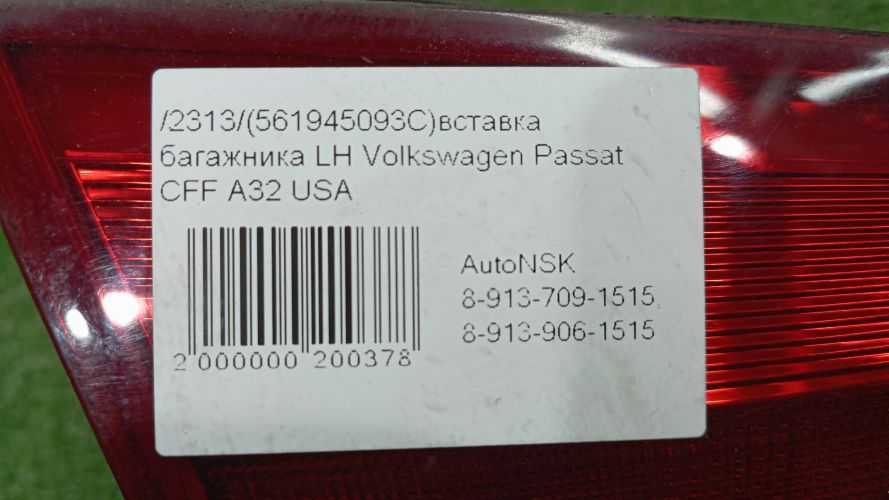 /2313/(561945093C)вставка
багажника LH Volkswagen Passat
CFF A32 USA
AutoNSK
8-913-709-1515,
8-913-906-1515
2 000000 200378